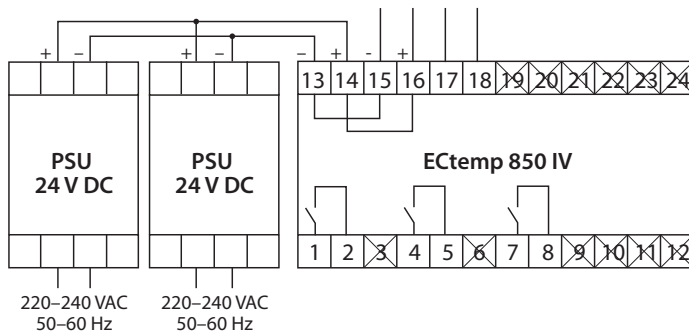 + – + – – + - +
13 14 15 16 17 18 19 20 21 22 23 24
PSU
24 V DC
PSU
24 V DC
ECtemp 850 IV
1 2 3 4 5 6 7 8 9 10 11 12
220–240 VAC
50–60 Hz
220–240 VAC
50–60 Hz